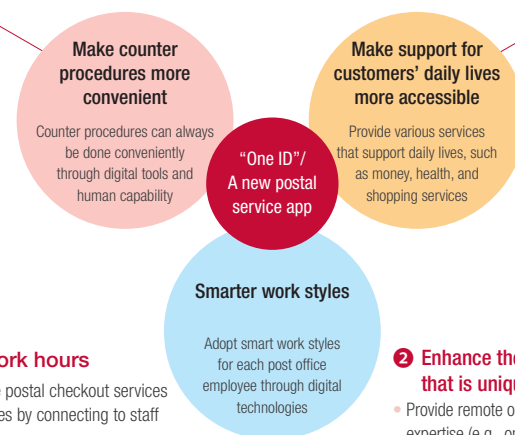 Make counter
procedures more
convenient
Counter procedures can always
be done conveniently
through digital tools and
human capability
Make support for
customers' daily lives
more accessible
Provide various services
that support daily lives, such
as money, health, and
shopping services
"One ID"/
A new postal
service app
Smarter work styles
Adopt smart work styles
for each post office
employee through digital
technologies
ork hours
postal checkout services
es by connecting to staff
❷ Enhance the
that is uniqu
• Provide remote o
expertise (e.g., or